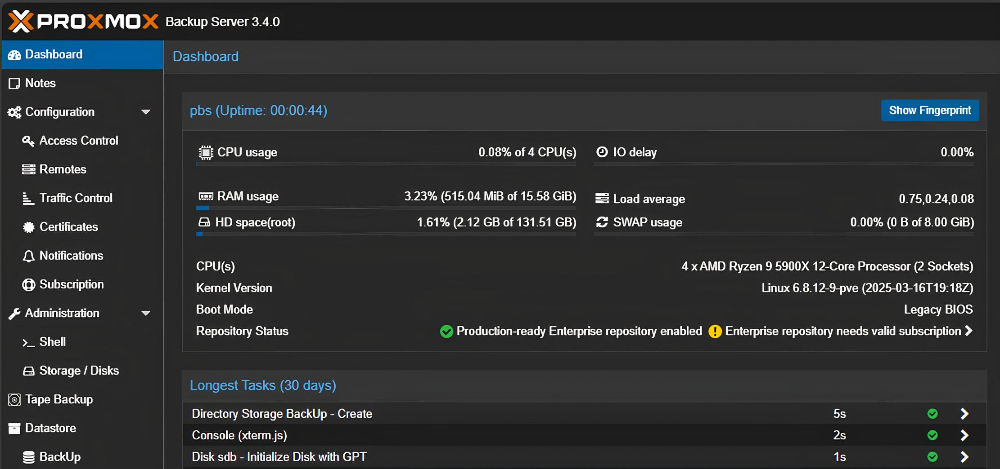 PROXMOX Backup Server 3.4.0
Dashboard
Notes
Configuration
Access Control
Remotes
Traffic Control
Certificates
Notifications
Subscription
Administration
Shell
Storage / Disks
Tape Backup
Datastore
BackUp
Dashboard
pbs (Uptime: 00:00:44)
Show Fingerprint
CPU usage 0.08% of 4 CPU(s)
IO delay 0.00%
RAM usage 3.23% (515.04 MiB of 15.58 GiB)
Load average 0.75,0.24,0.08
HD space(root) 1.61% (2.12 GB of 131.51 GB)
SWAP usage 0.00% (0 B of 8.00 GiB)
CPU(s) 4 x AMD Ryzen 9 5900X 12-Core Processor (2 Sockets)
Kernel Version Linux 6.8.12-9-pve (2025-03-16T19:18Z)
Boot Mode Legacy BIOS
Repository Status Production-ready Enterprise repository enabled Enterprise repository needs valid subscription
Longest Tasks (30 days)
Directory Storage BackUp - Create 5s
Console (xterm.js) 2s
Disk sdb - Initialize Disk with GPT 1s